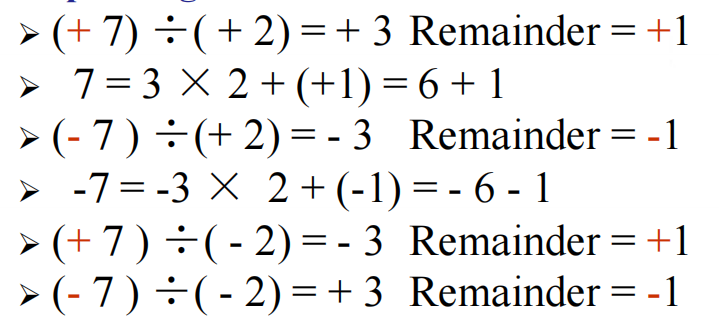 ➢ (+ 7) ÷( + 2) = + 3 Remainder = +1
➢ 7 = 3 × 2 + (+1) = 6 + 1
➢ (- 7 ) ÷(+ 2) = - 3 Remainder = -1
➢ -7 = -3 × 2 + (-1) = - 6 - 1
➢ (+ 7 ) ÷( - 2) = - 3 Remainder = +1
➢ (- 7 ) ÷( - 2) = + 3 Remainder = -1